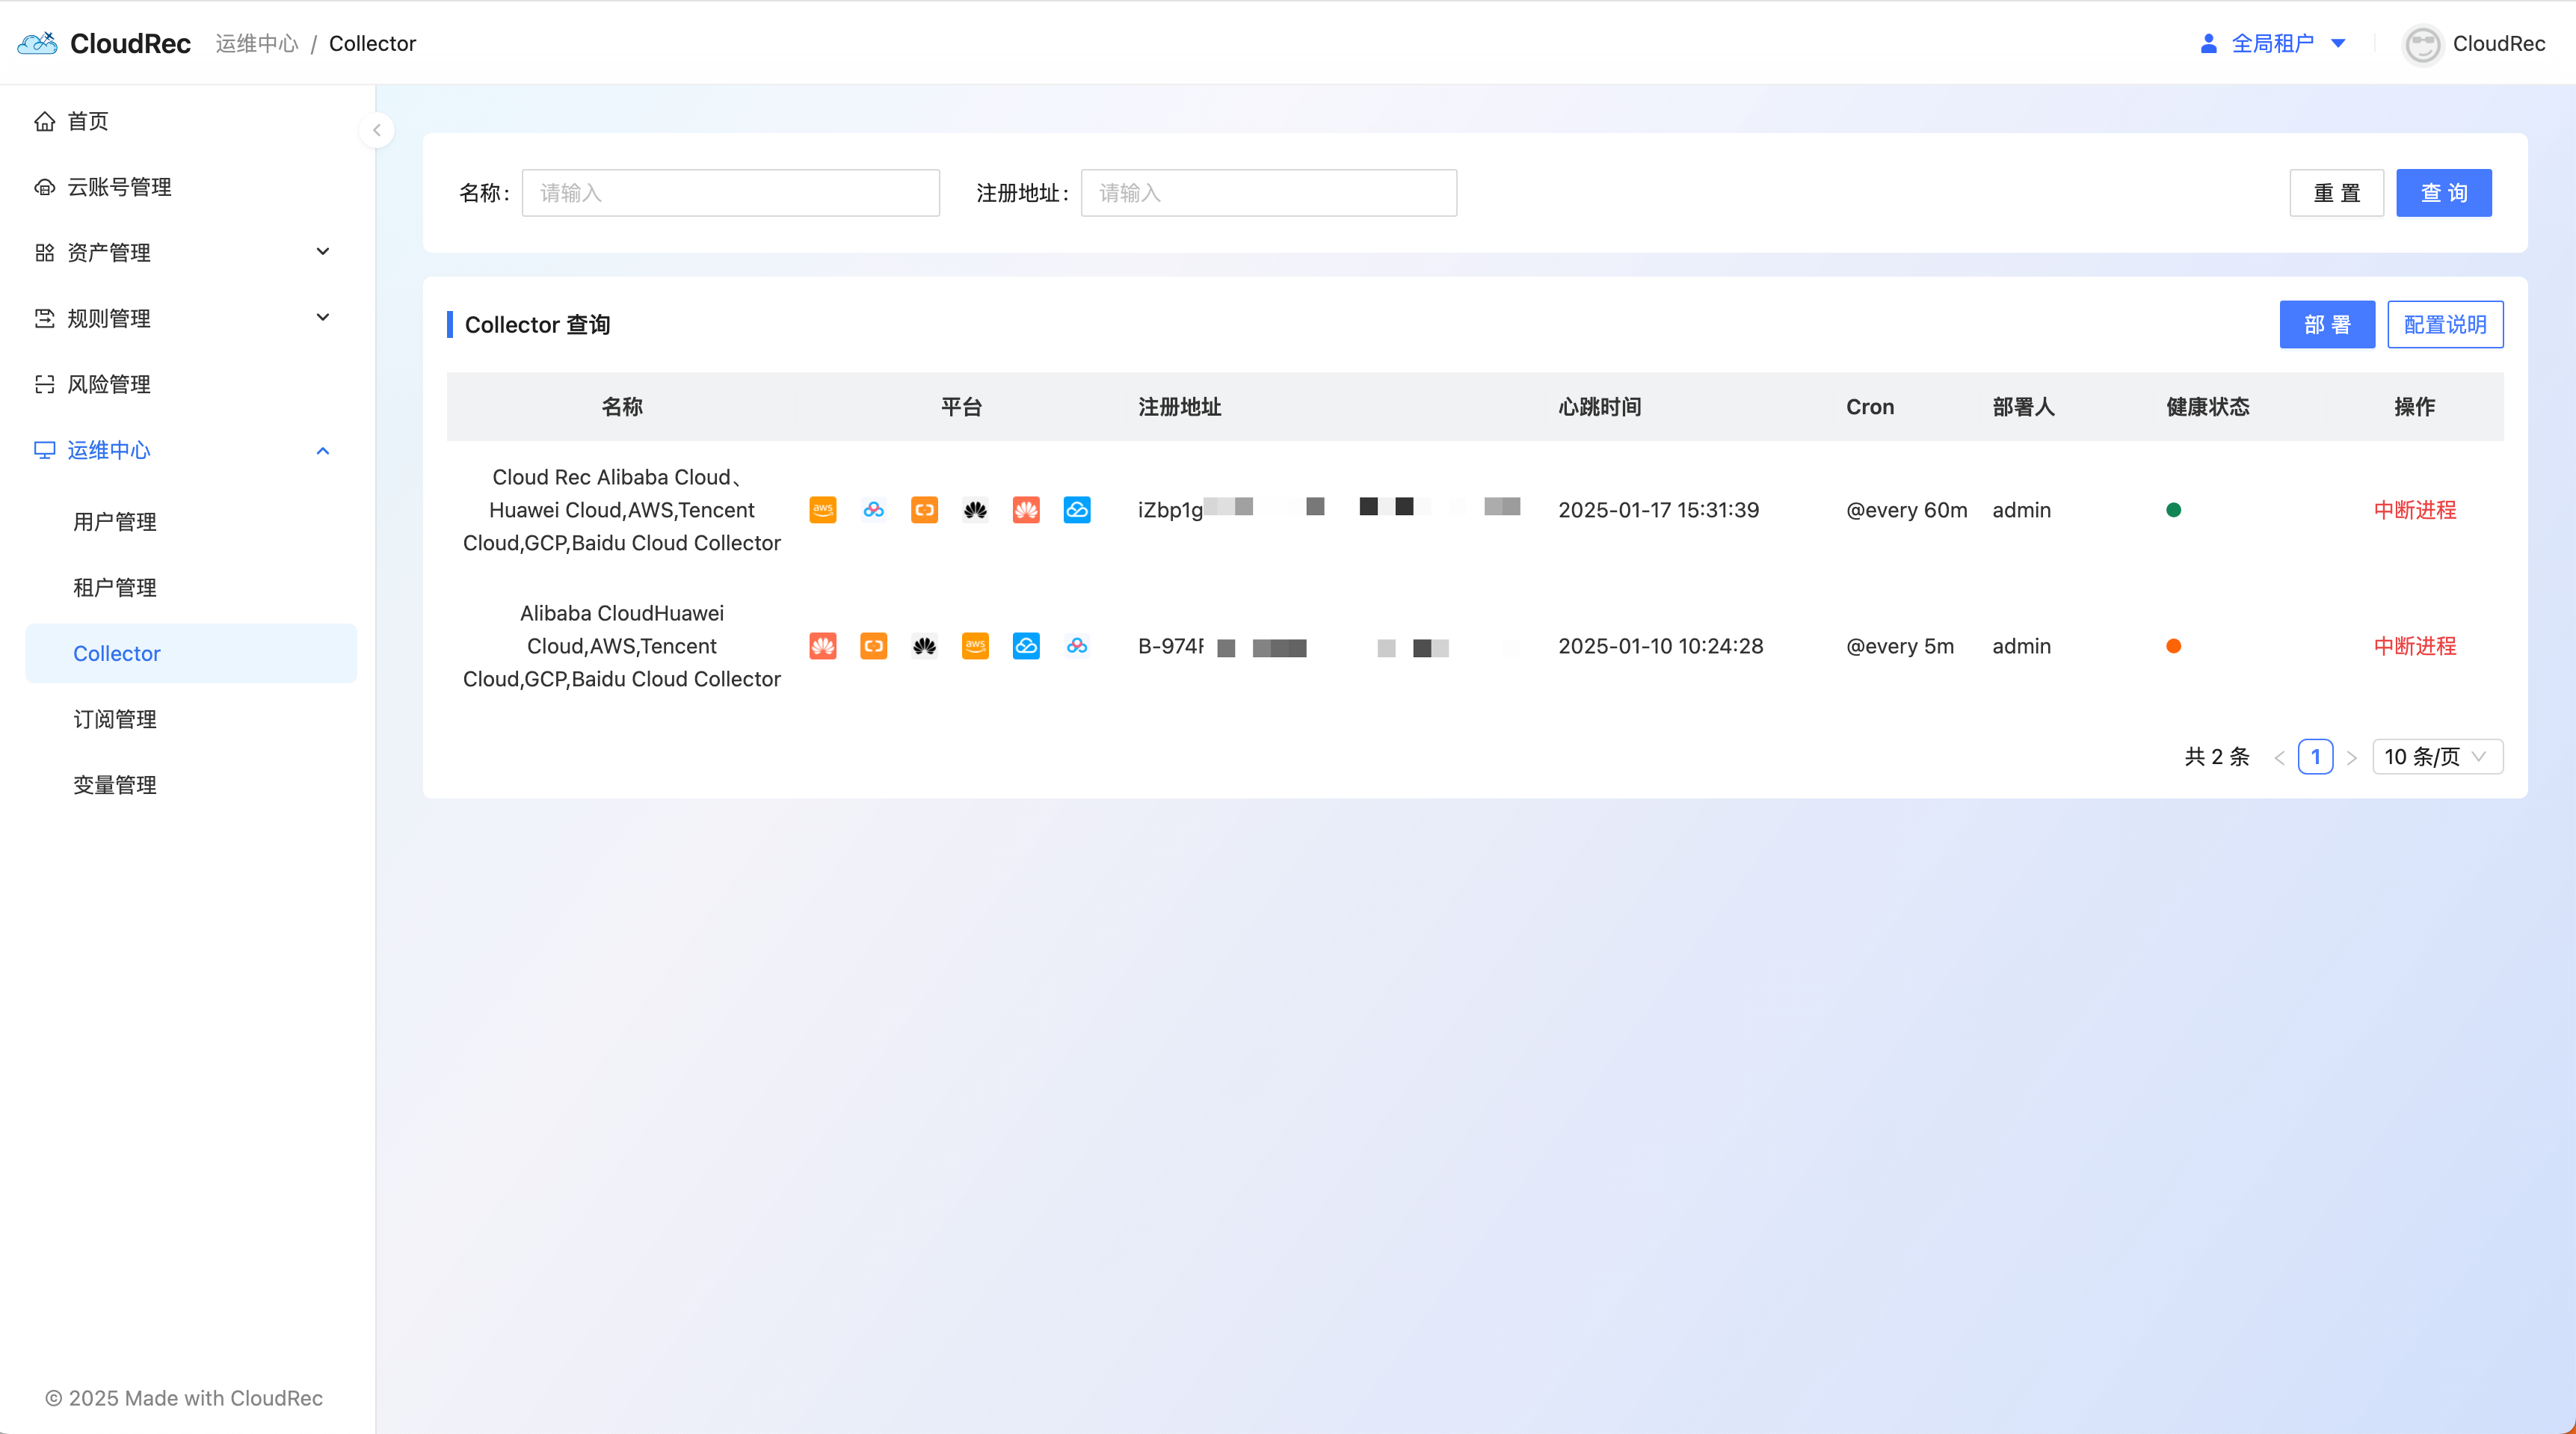 CloudRec 运维中心 / Collector 全局租户 CloudRec
首页
云账号管理
资产管理
规则管理
风险管理
运维中心
用户管理
租户管理
Collector
订阅管理
变量管理
© 2025 Made with CloudRec
名称: 请输入 注册地址: 请输入 重 置 查 询
Collector 查询 部 署 配置说明
名称 平台 注册地址 心跳时间 Cron 部署人 健康状态 操作
Cloud Rec Alibaba Cloud、
Huawei Cloud,AWS,Tencent
Cloud,GCP,Baidu Cloud Collector
aws iZbp1g 2025-01-17 15:31:39 @every 60m admin 中断进程
Alibaba CloudHuawei
Cloud,AWS,Tencent
Cloud,GCP,Baidu Cloud Collector
aws B-974 2025-01-10 10:24:28 @every 5m admin 中断进程
共 2 条 < 1 > 10 条/页